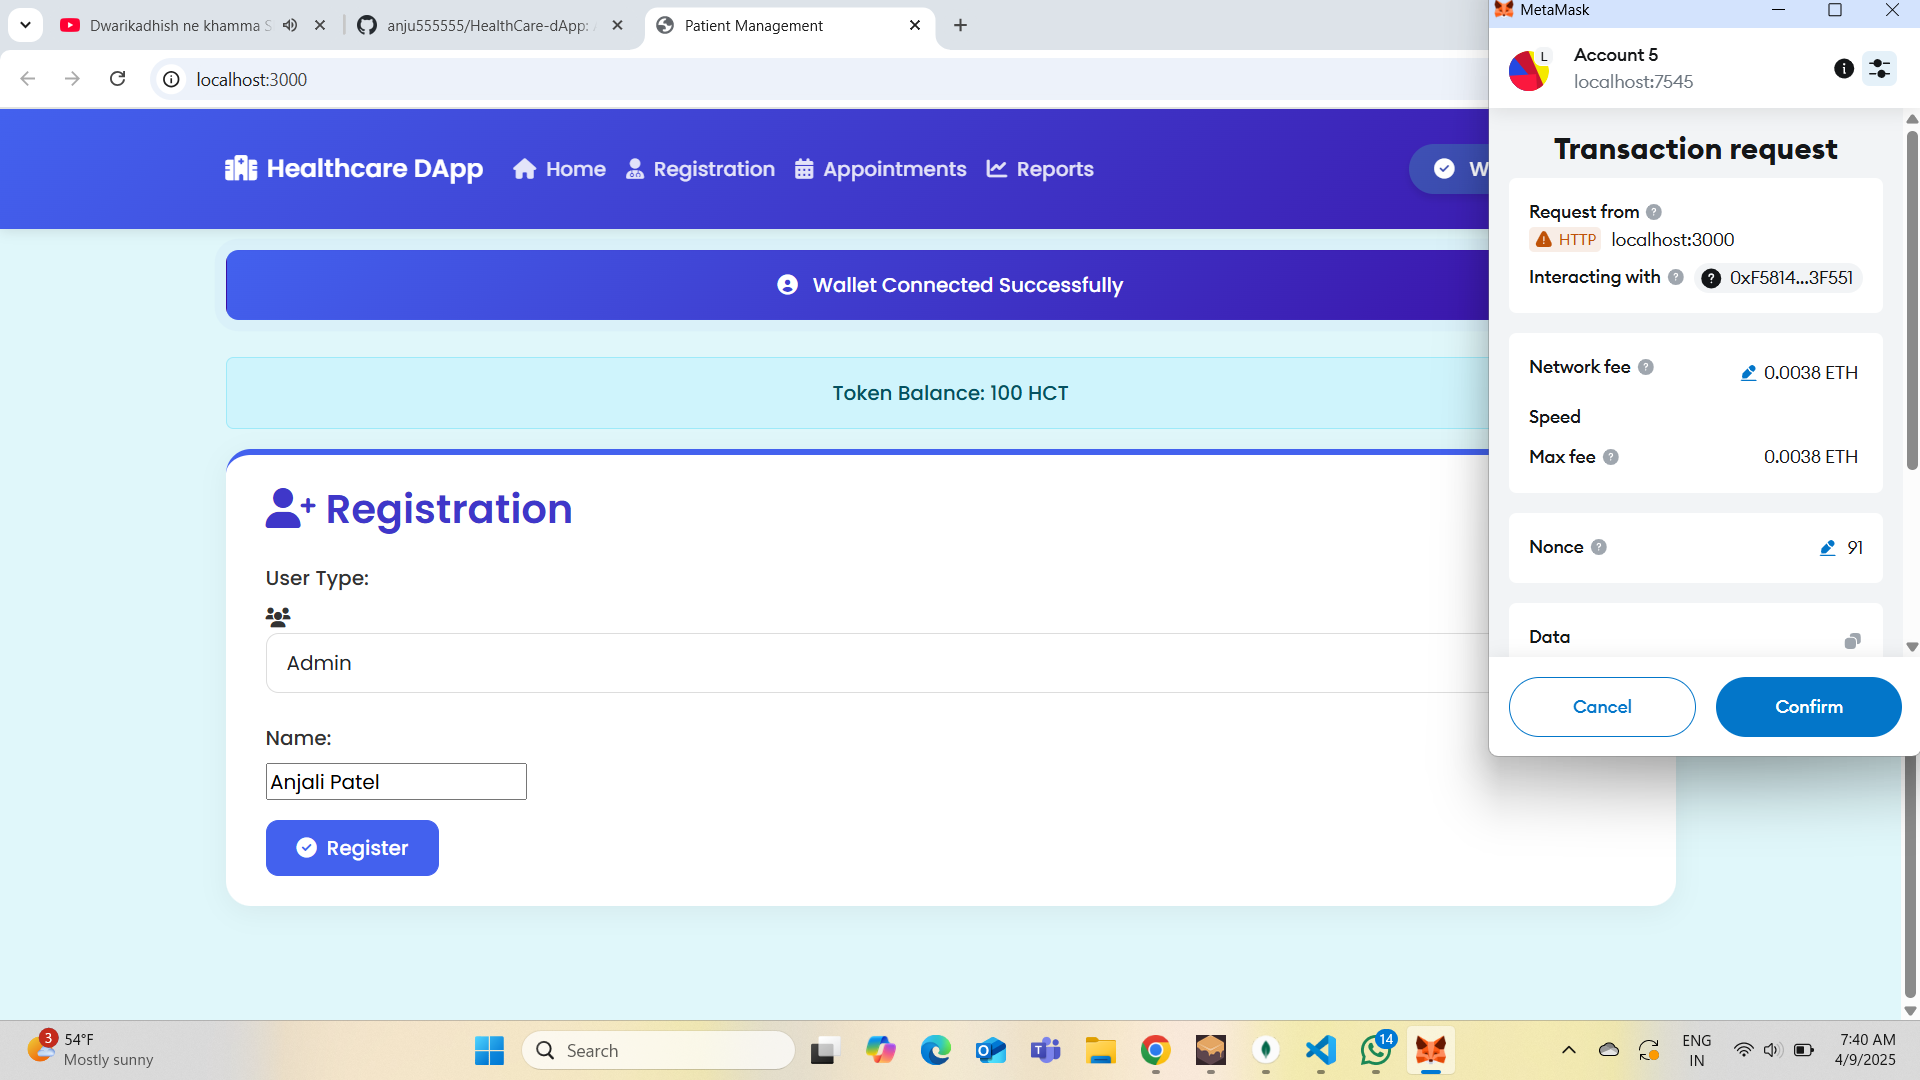 Dwarikadhish ne khamma S
anju555555/HealthCare-dApp: A
Patient Management
localhost:3000
Healthcare DApp
Home
Registration
Appointments
Reports
W
Wallet Connected Successfully
Token Balance: 100 HCT
Registration
User Type:
Admin
Name:
Anjali Patel
Register
MetaMask
L
Account 5
localhost:7545
Transaction request
Request from
HTTP localhost:3000
Interacting with 0xF5814...3F551
Network fee 0.0038 ETH
Speed
Max fee 0.0038 ETH
Nonce 91
Data
Cancel
Confirm
3
54°F
Mostly sunny
Search
14
ENG
IN
7:40 AM
4/9/2025